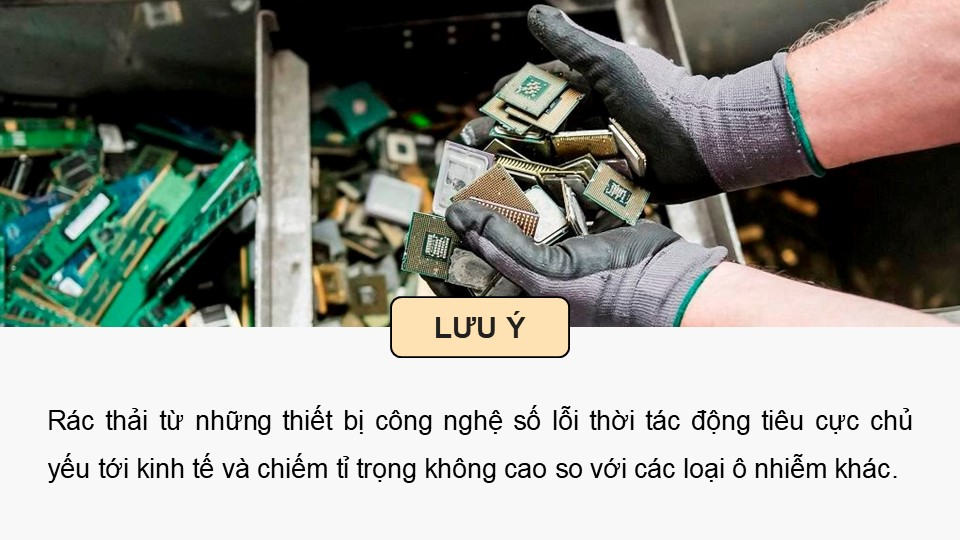 LƯU Ý
Rác thải từ những thiết bị công nghệ số lỗi thời tác động tiêu cực chủ
yếu tới kinh tế và chiếm tỉ trọng không cao so với các loại ô nhiễm khác.